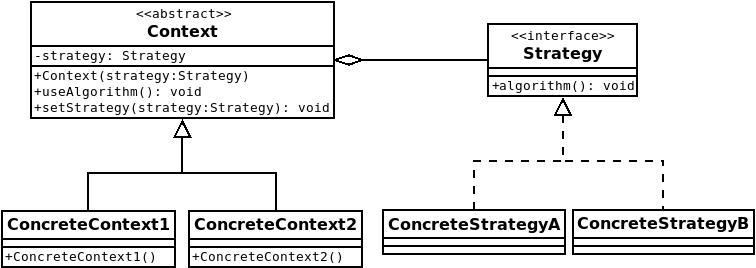 <<abstract>>
Context
-strategy: Strategy
+Context(strategy:Strategy)
+useAlgorithm(): void
+setStrategy(strategy:Strategy): void
<<interface>>
Strategy
+algorithm(): void
ConcreteContext1
+ConcreteContext1()
ConcreteContext2
+ConcreteContext2()
ConcreteStrategyA
ConcreteStrategyB